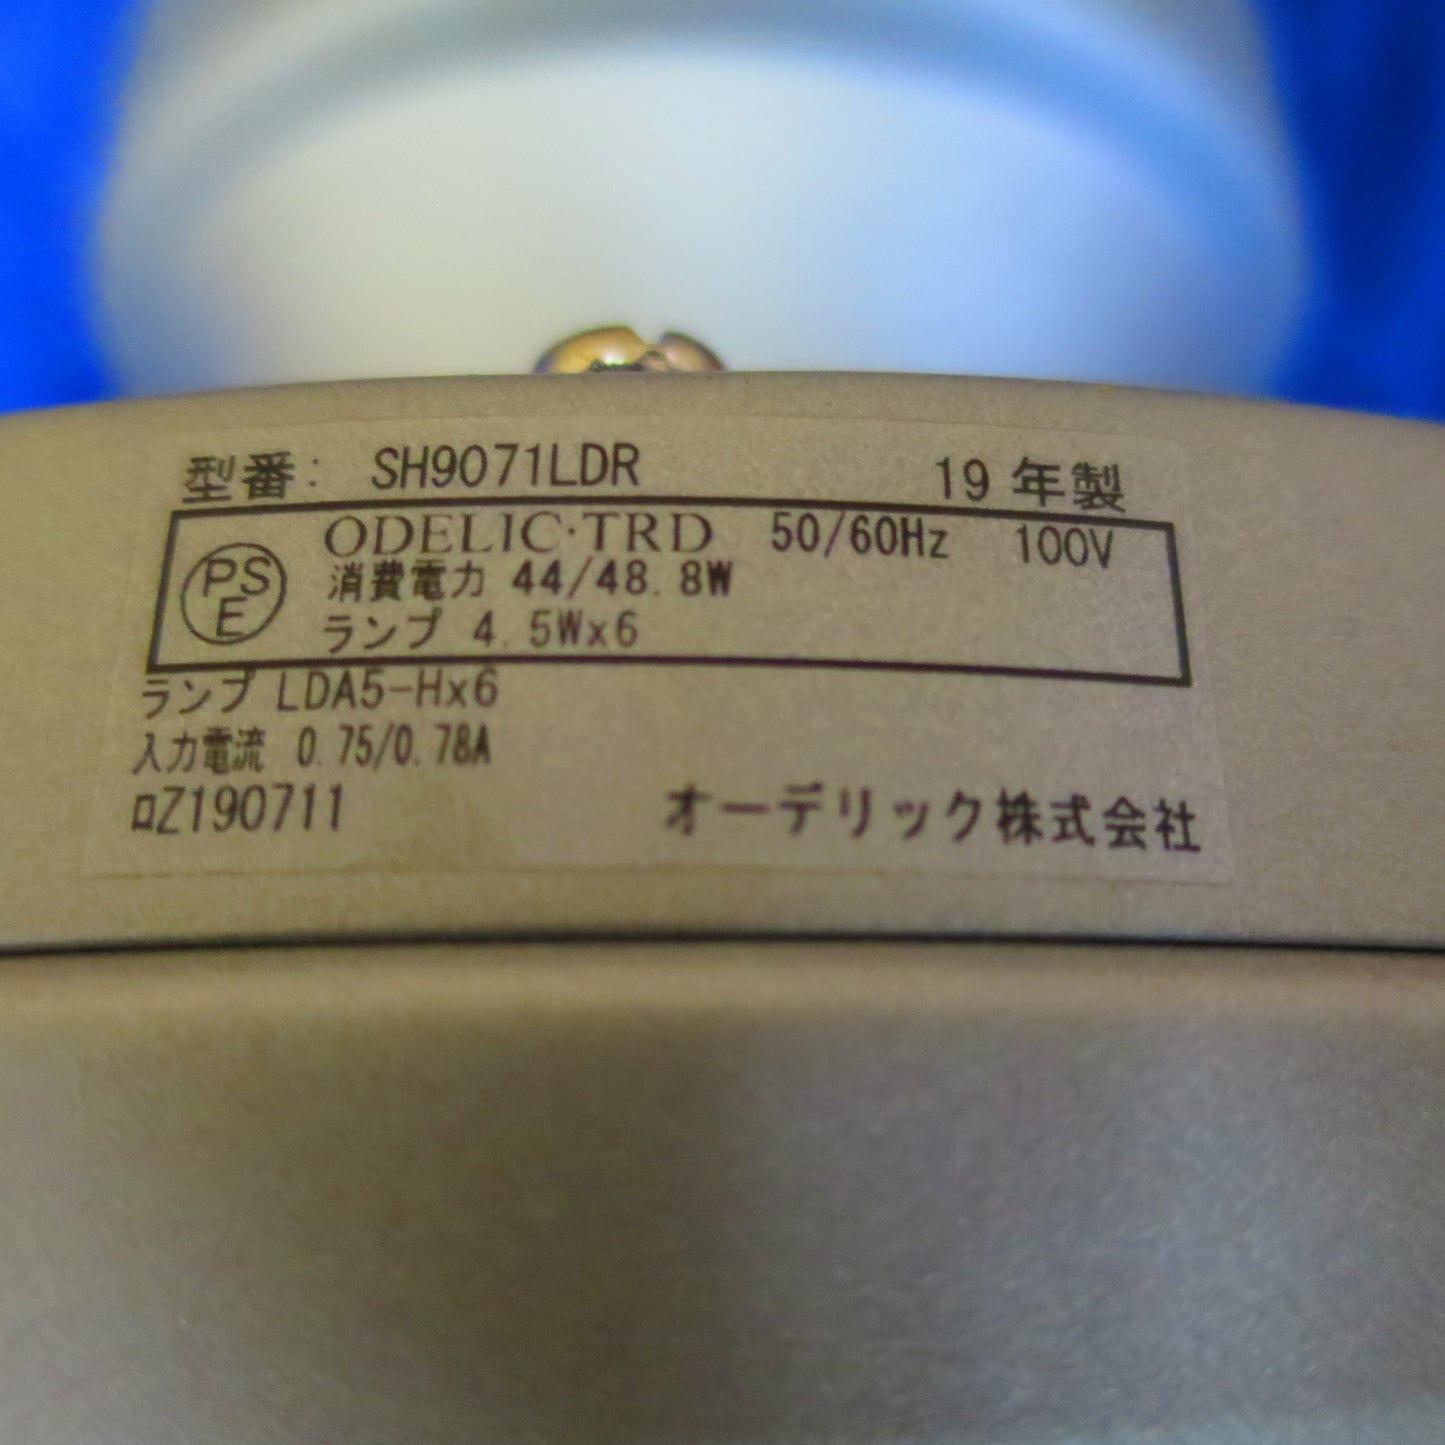 型番: SH9071LDR 19年製
PSE ODELIC・TRD 50/60Hz 100V
消費電力 44/48.8W
ランプ 4.5Wx6
ランプ LDA5-Hx6
入力電流 0.75/0.78A
ロZ190711 オーデリック株式会社